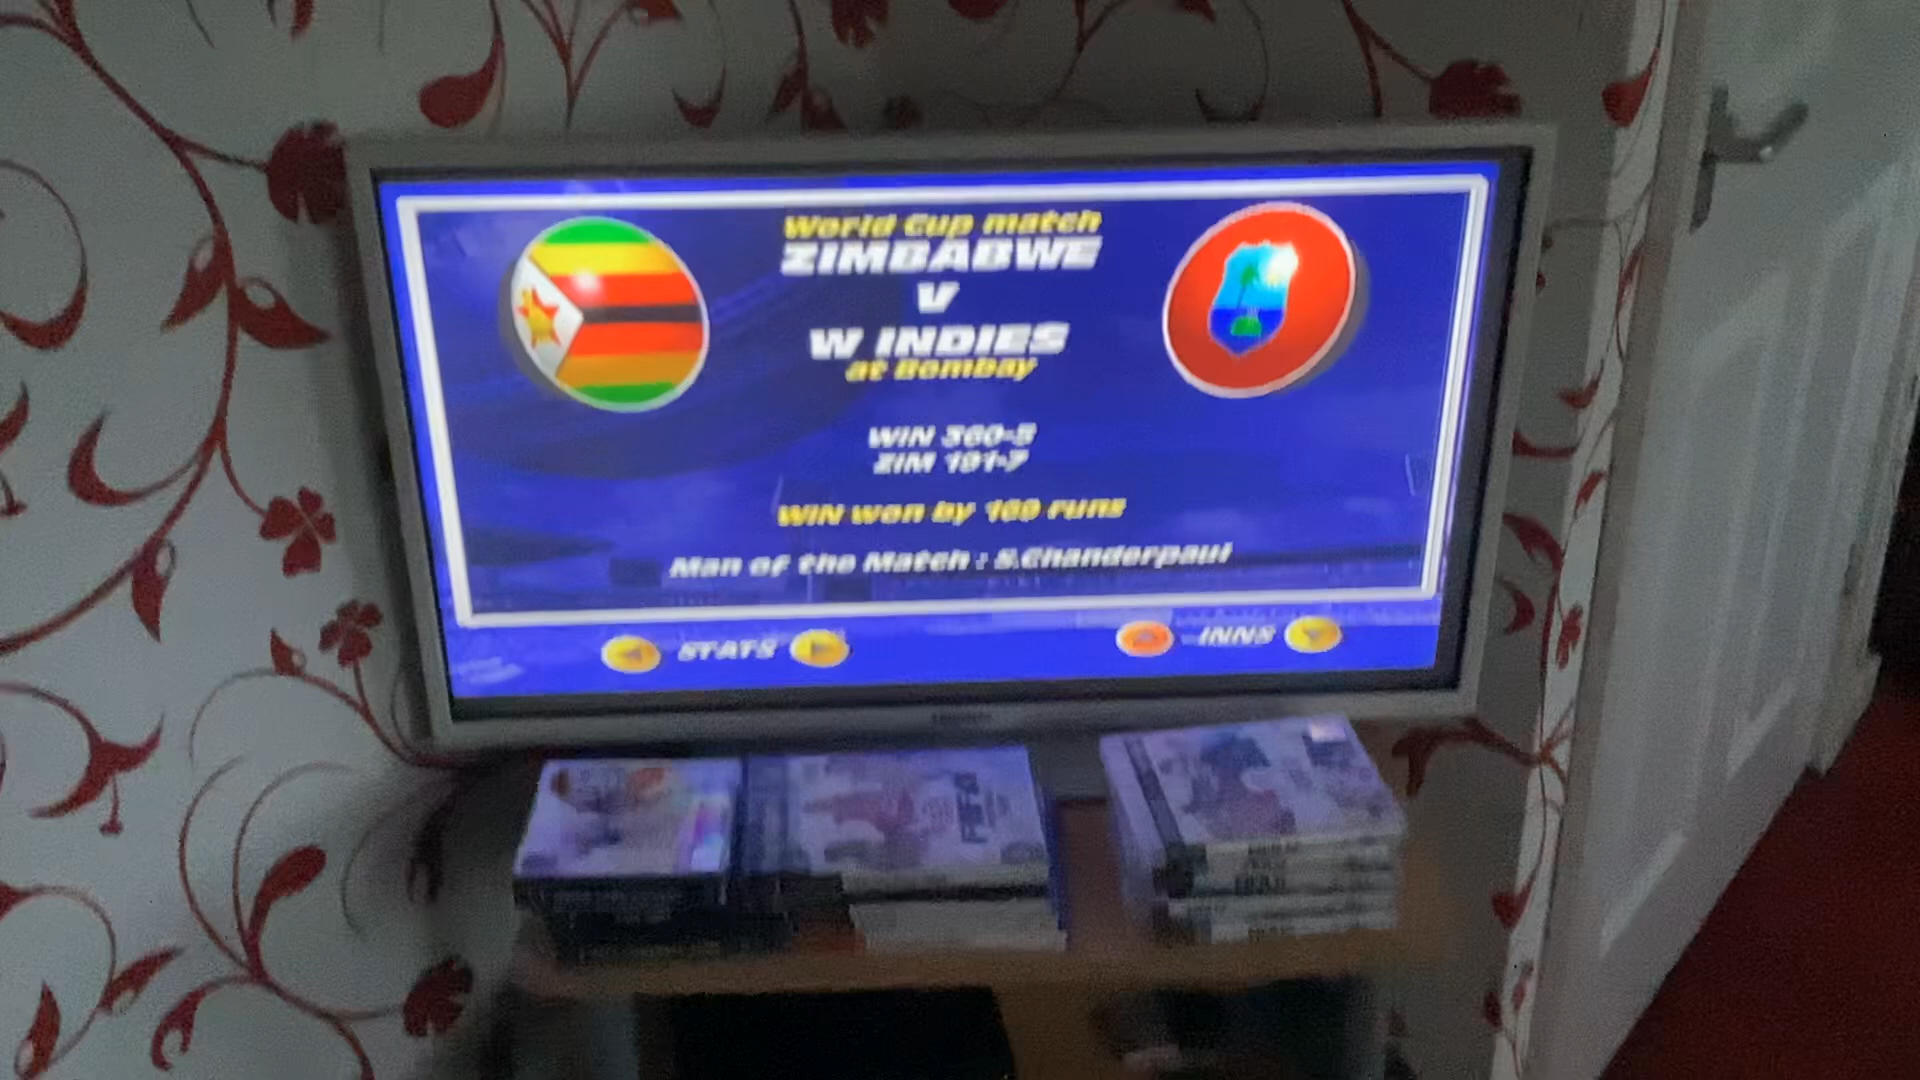 World Cup match
ZIMBABWE
V
W INDIES
at Bombay
WIN 360-5
ZIM 191-7
WIN won by 169 runs
Man of the Match : S.Chanderpaul
STATS
INNS
FIFA